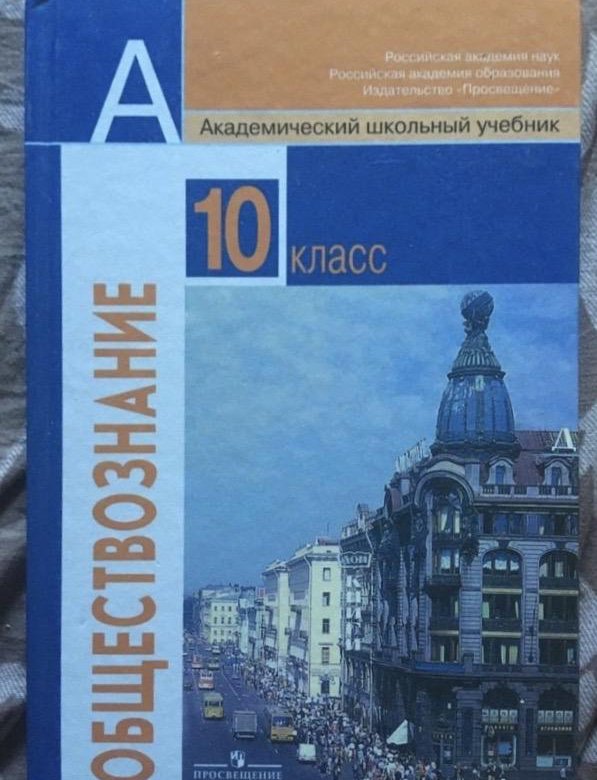 А
Российская академия наук
Российская академия образования
Издательство «Просвещение»
Академический школьный учебник
10
класс
ОБЩЕСТВОЗНАНИЕ
ПРОСВЕЩЕНИЕ